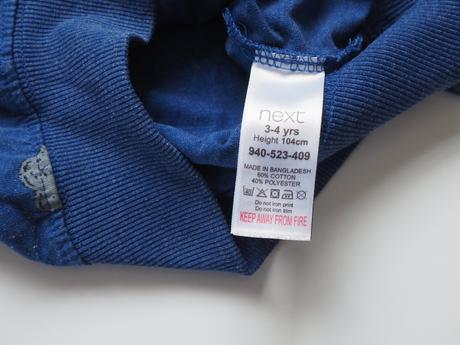 next
3-4 yrs
Height 104cm
940-523-409
MADE IN BANGLADESH
60% COTTON
40% POLYESTER
40
Do not iron print
Do not iron trim
KEEP AWAY FROM FIRE